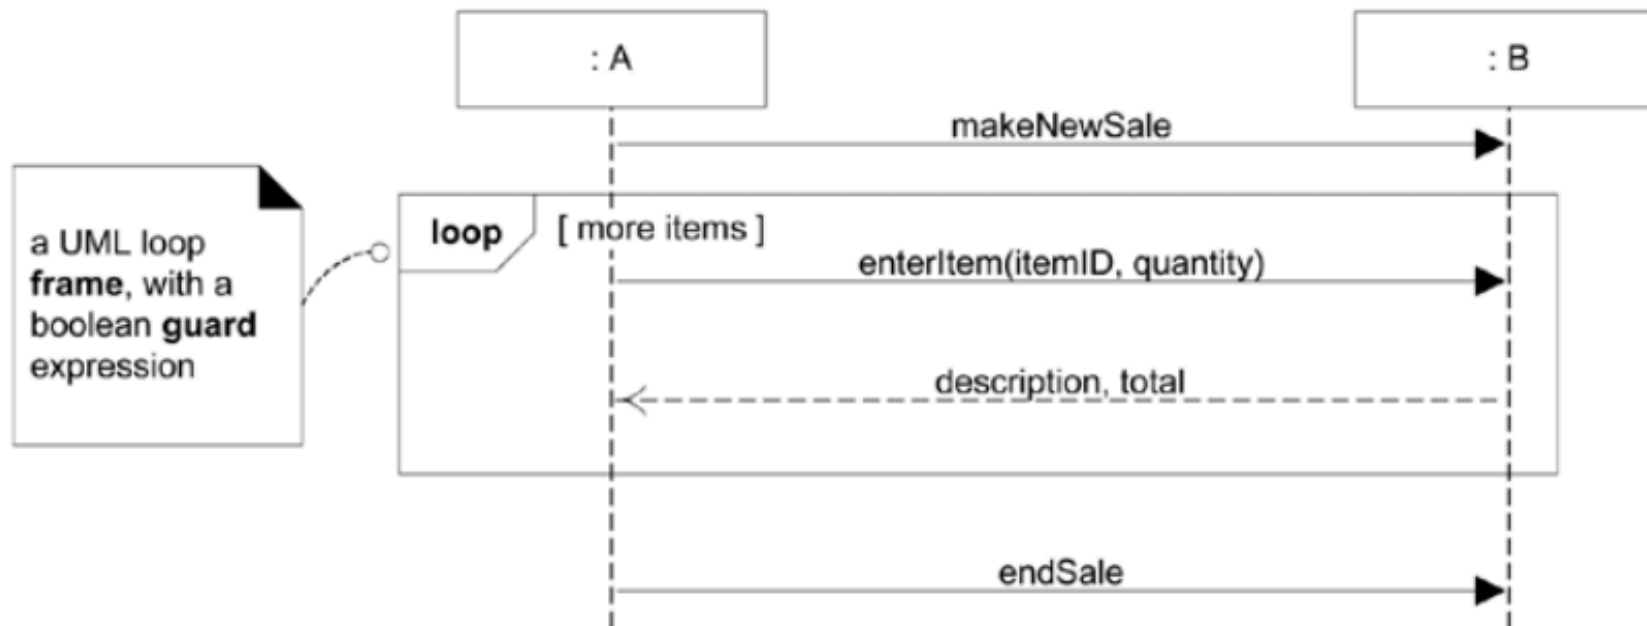 : A
: B
makeNewSale
a UML loop
frame, with a
boolean guard
expression
loop
[ more items ]
enterItem(itemID, quantity)
description, total
endSale